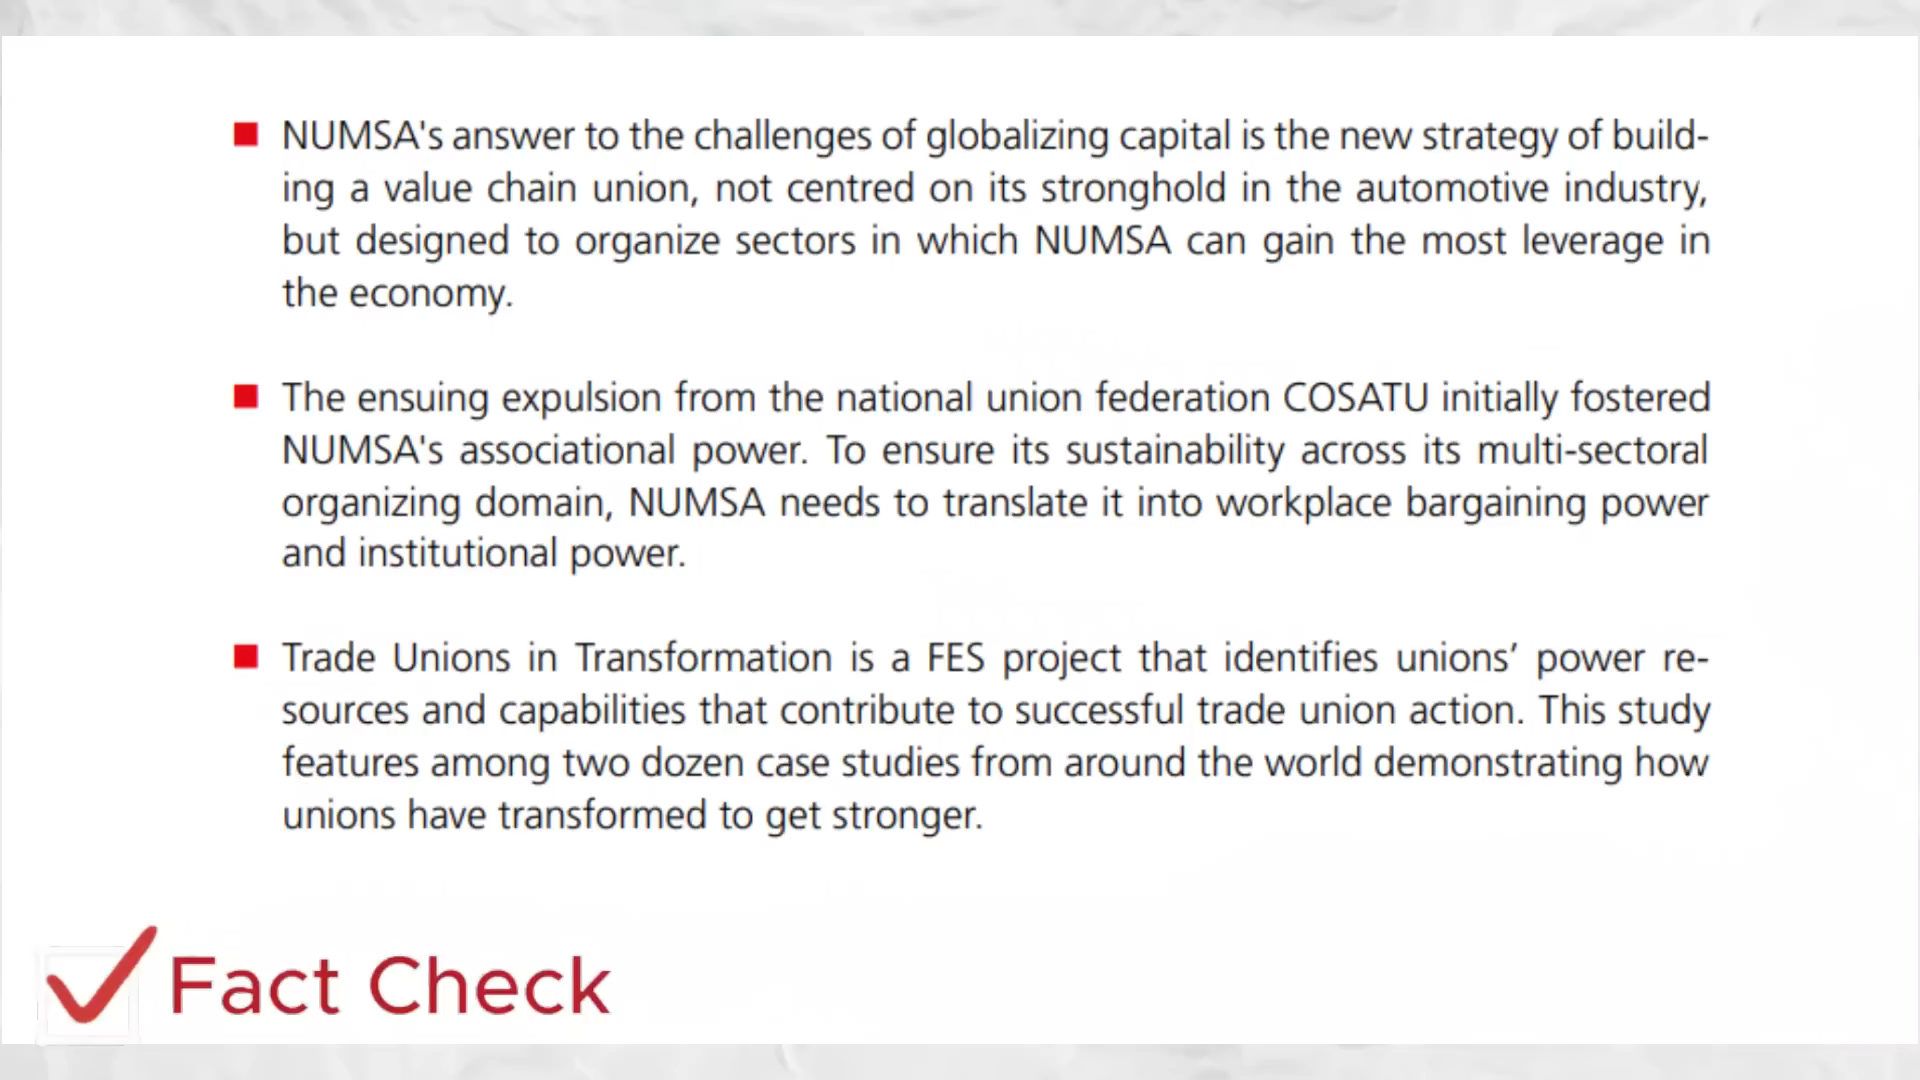 NUMSA's answer to the challenges of globalizing capital is the new strategy of build-
ing a value chain union, not centred on its stronghold in the automotive industry,
but designed to organize sectors in which NUMSA can gain the most leverage in
the economy.
The ensuing expulsion from the national union federation COSATU initially fostered
NUMSA's associational power. To ensure its sustainability across its multi-sectoral
organizing domain, NUMSA needs to translate it into workplace bargaining power
and institutional power.
Trade Unions in Transformation is a FES project that identifies unions’ power re-
sources and capabilities that contribute to successful trade union action. This study
features among two dozen case studies from around the world demonstrating how
unions have transformed to get stronger.
Fact Check